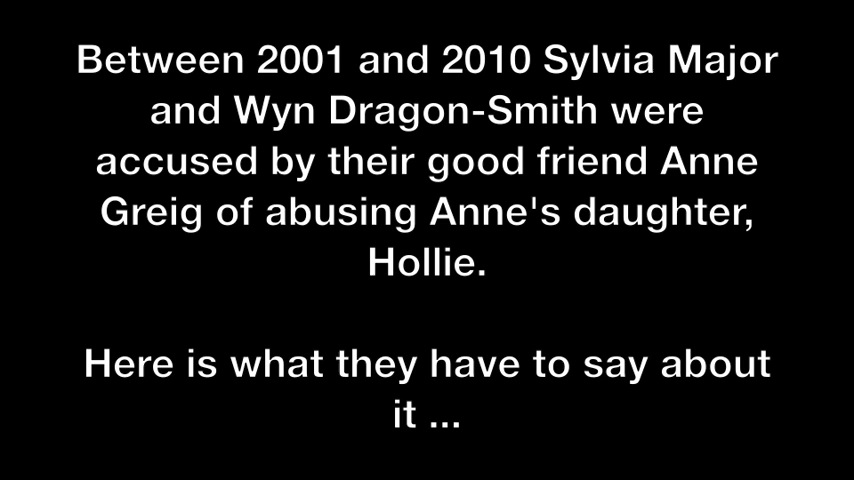 Between 2001 and 2010 Sylvia Major
and Wyn Dragon-Smith were
accused by their good friend Anne
Greig of abusing Anne's daughter,
Hollie.
Here is what they have to say about
it ...